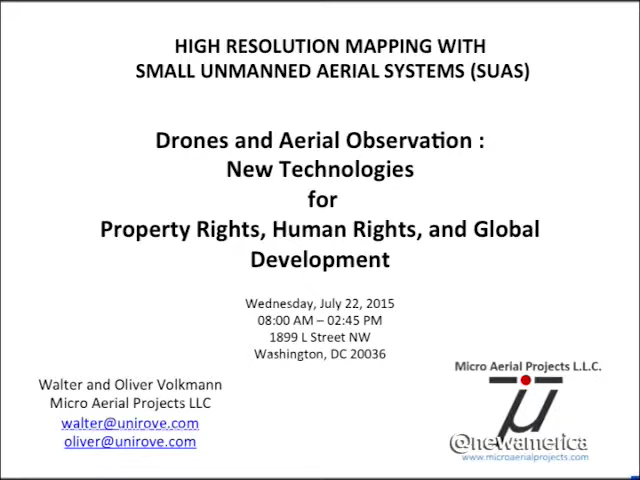 HIGH RESOLUTION MAPPING WITH
SMALL UNMANNED AERIAL SYSTEMS (SUAS)
Drones and Aerial Observation :
New Technologies
for
Property Rights, Human Rights, and Global
Development
Wednesday, July 22, 2015
08:00 AM – 02:45 PM
1899 L Street NW
Washington, DC 20036
Walter and Oliver Volkmann
Micro Aerial Projects LLC
walter@unirove.com
oliver@unirove.com
Micro Aerial Projects L.L.C.
μ
@newamerica
www.microaerialprojects.com